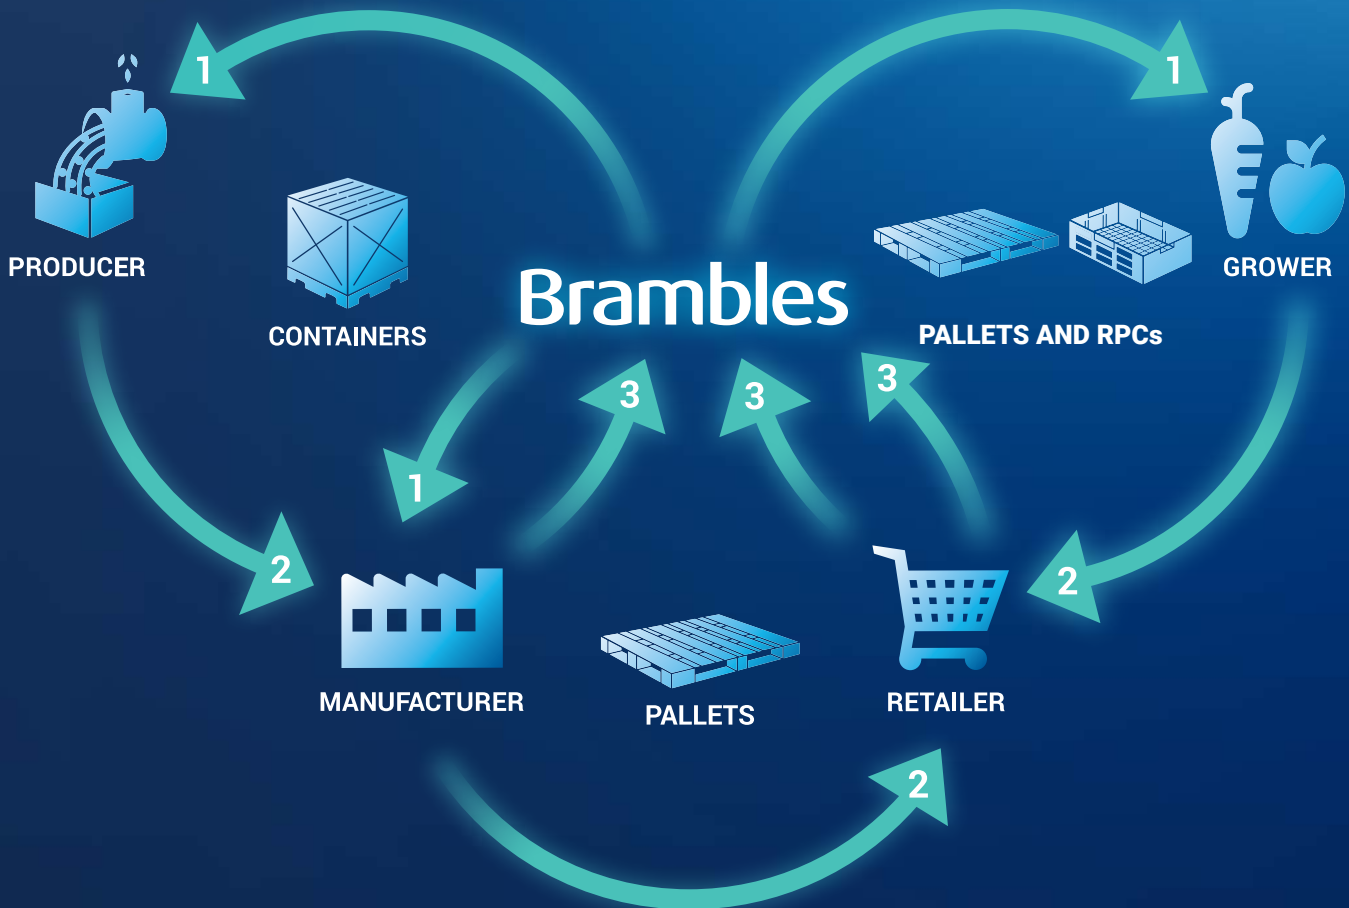 1
1
PRODUCER
CONTAINERS
Brambles
PALLETS AND RPCs
GROWER
1
3
3
3
2
2
MANUFACTURER
PALLETS
RETAILER
2